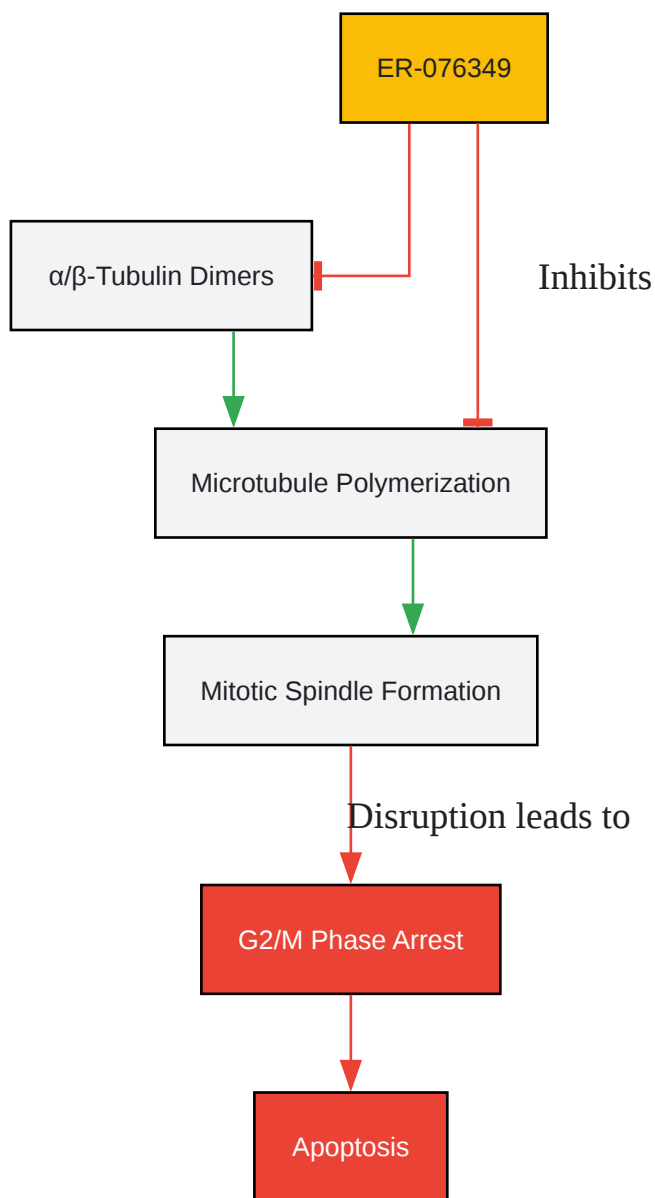 ER-076349
α/β-Tubulin Dimers
Inhibits
Microtubule Polymerization
Mitotic Spindle Formation
Disruption leads to
G2/M Phase Arrest
Apoptosis